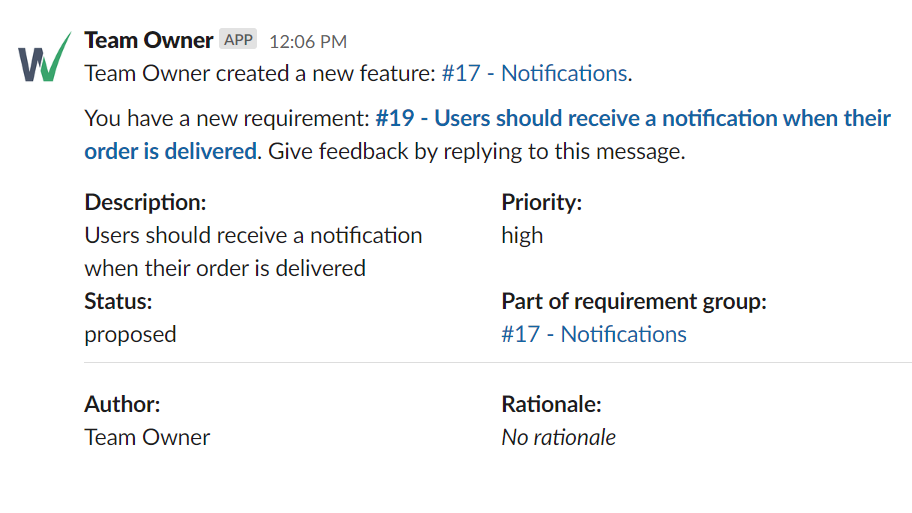 Team Owner APP 12:06 PM
Team Owner created a new feature: #17 - Notifications.
You have a new requirement: #19 - Users should receive a notification when their
order is delivered. Give feedback by replying to this message.
Description:
Users should receive a notification
when their order is delivered
Priority:
high
Status:
proposed
Part of requirement group:
#17 - Notifications
Author:
Team Owner
Rationale:
No rationale